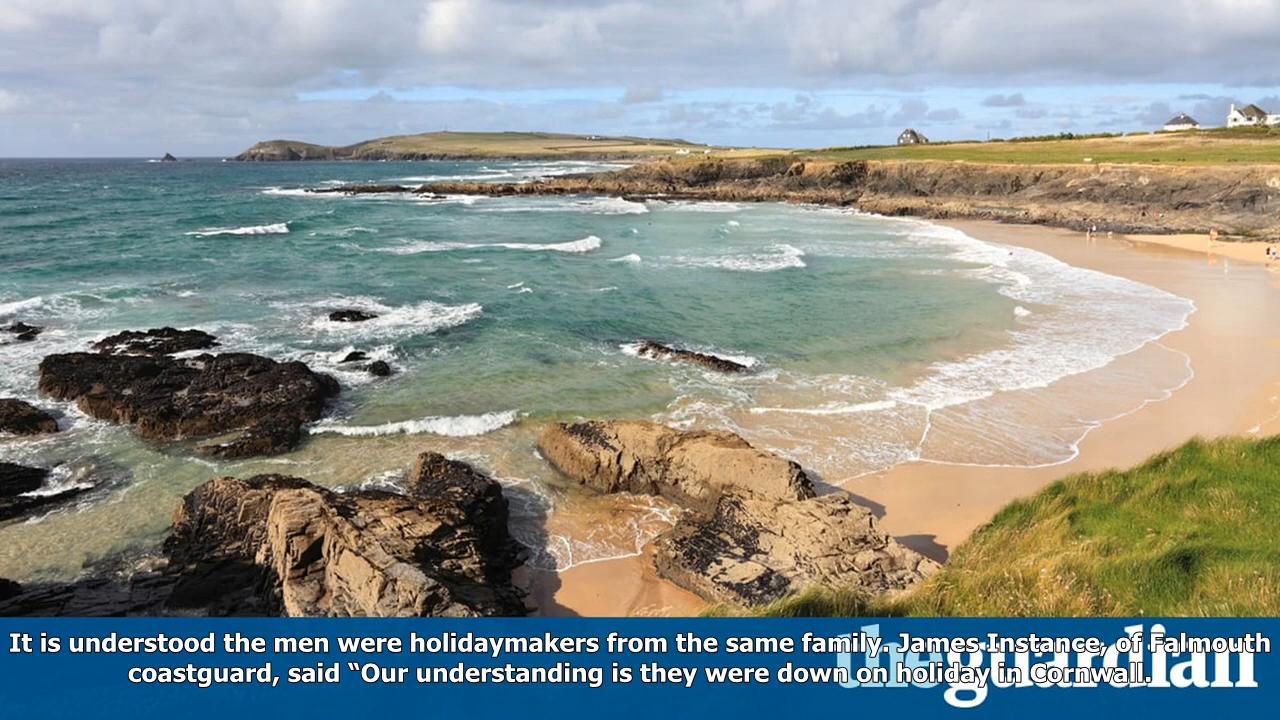 It is understood the men were holidaymakers from the same family. James Instance, of Falmouth
coastguard, said “Our understanding is they were down on holiday in Cornwall.
theguardian